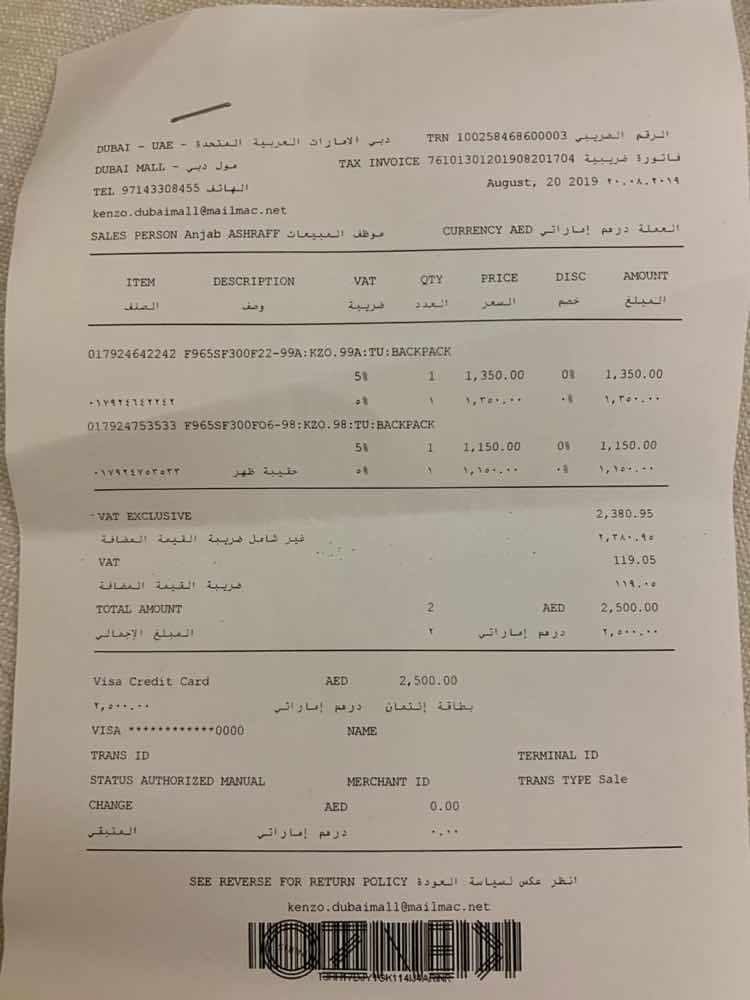 DUBAI - UAE - دبي الامارات العربية المتحدة TRN 100258468600003 الرقم الضريبي
DUBAI MALL - مول دبي TAX INVOICE 76101301201908201704 فاتورة ضريبية
TEL 97143308455 الهاتف August, 20 2019 ٢٠.٠٨.٢٠١٩
kenzo.dubaimall@mailmac.net
SALES PERSON Anjab ASHRAFF موظف المبيعات CURRENCY AED العملة درهم إماراتي
ITEM DESCRIPTION VAT QTY PRICE DISC AMOUNT
الصنف وصف ضريبة العدد السعر خصم المبلغ
017924642242 F965SF300F22-99A:KZO.99A:TU:BACKPACK
5% 1 1,350.00 0% 1,350.00
٠١٧٩٢٤٦٤٢٢٤٢ ٥% ١ ١,٣٥٠.٠٠ ٠% ١,٣٥٠.٠٠
017924753533 F965SF300F06-98:KZO.98:TU:BACKPACK
5% 1 1,150.00 0% 1,150.00
٠١٧٩٢٤٧٥٣٥٣٣ حقيبة ظهر ٥% ١ ١,١٥٠.٠٠ ٠% ١,١٥٠.٠٠
VAT EXCLUSIVE 2,380.95
غير شامل ضريبة القيمة المضافة ٢,٣٨٠.٩٥
VAT 119.05
ضريبة القيمة المضافة ١١٩.٠٥
TOTAL AMOUNT 2 AED 2,500.00
المبلغ الإجمالي ٢ درهم إماراتي ٢,٥٠٠.٠٠
Visa Credit Card AED 2,500.00
٢,٥٠٠.٠٠ درهم إماراتي بطاقة إئتمان
VISA ************0000 NAME
TRANS ID TERMINAL ID
STATUS AUTHORIZED MANUAL MERCHANT ID TRANS TYPE Sale
CHANGE AED 0.00
المتبقي درهم إماراتي ٠.٠٠
SEE REVERSE FOR RETURN POLICY انظر عكس لسياسة العودة
kenzo.dubaimall@mailmac.net
KENZO